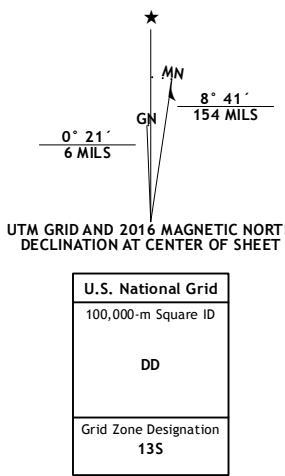 ★
MN
GN
8° 41´
154 MILS
0° 21´
6 MILS
UTM GRID AND 2016 MAGNETIC NORT
DECLINATION AT CENTER OF SHEET
U.S. National Grid
100,000-m Square ID
DD
Grid Zone Designation
13S